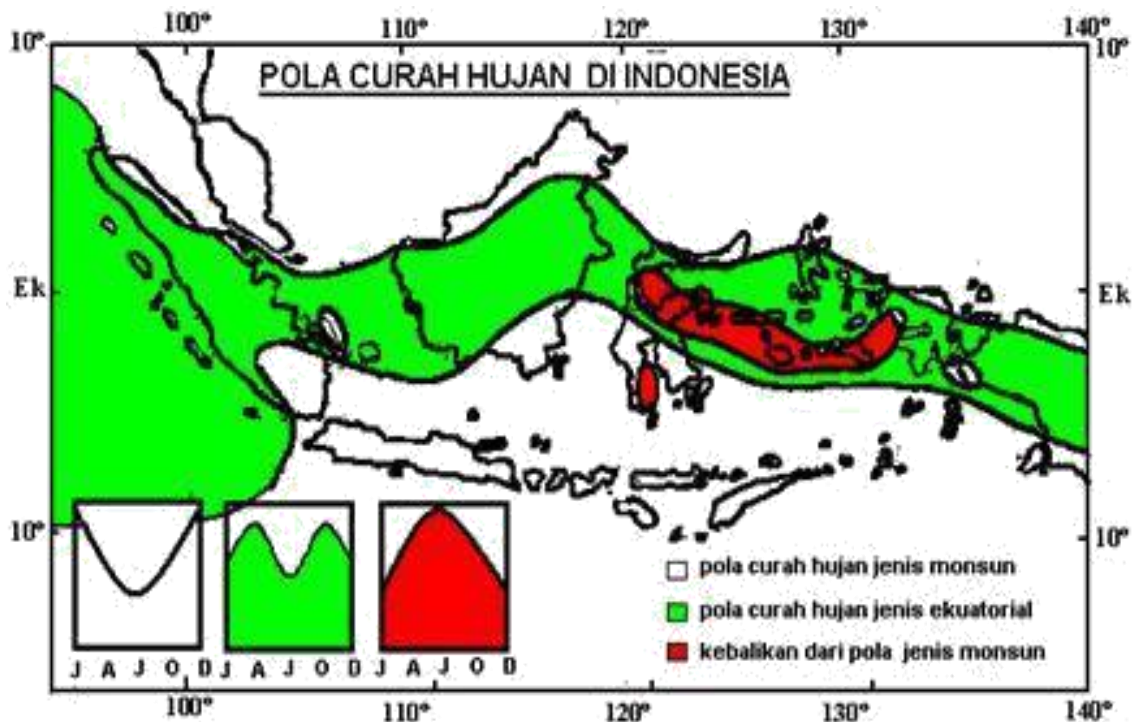 100° 110° 120° 130° 140°
10° 10°
POLA CURAH HUJAN DI INDONESIA
Ek Ek
10° 10°
J A J O D J A J O D J A J O D
pola curah hujan jenis monsun
pola curah hujan jenis ekuatorial
kebalikan dari pola jenis monsun
100° 110° 120° 130° 140°